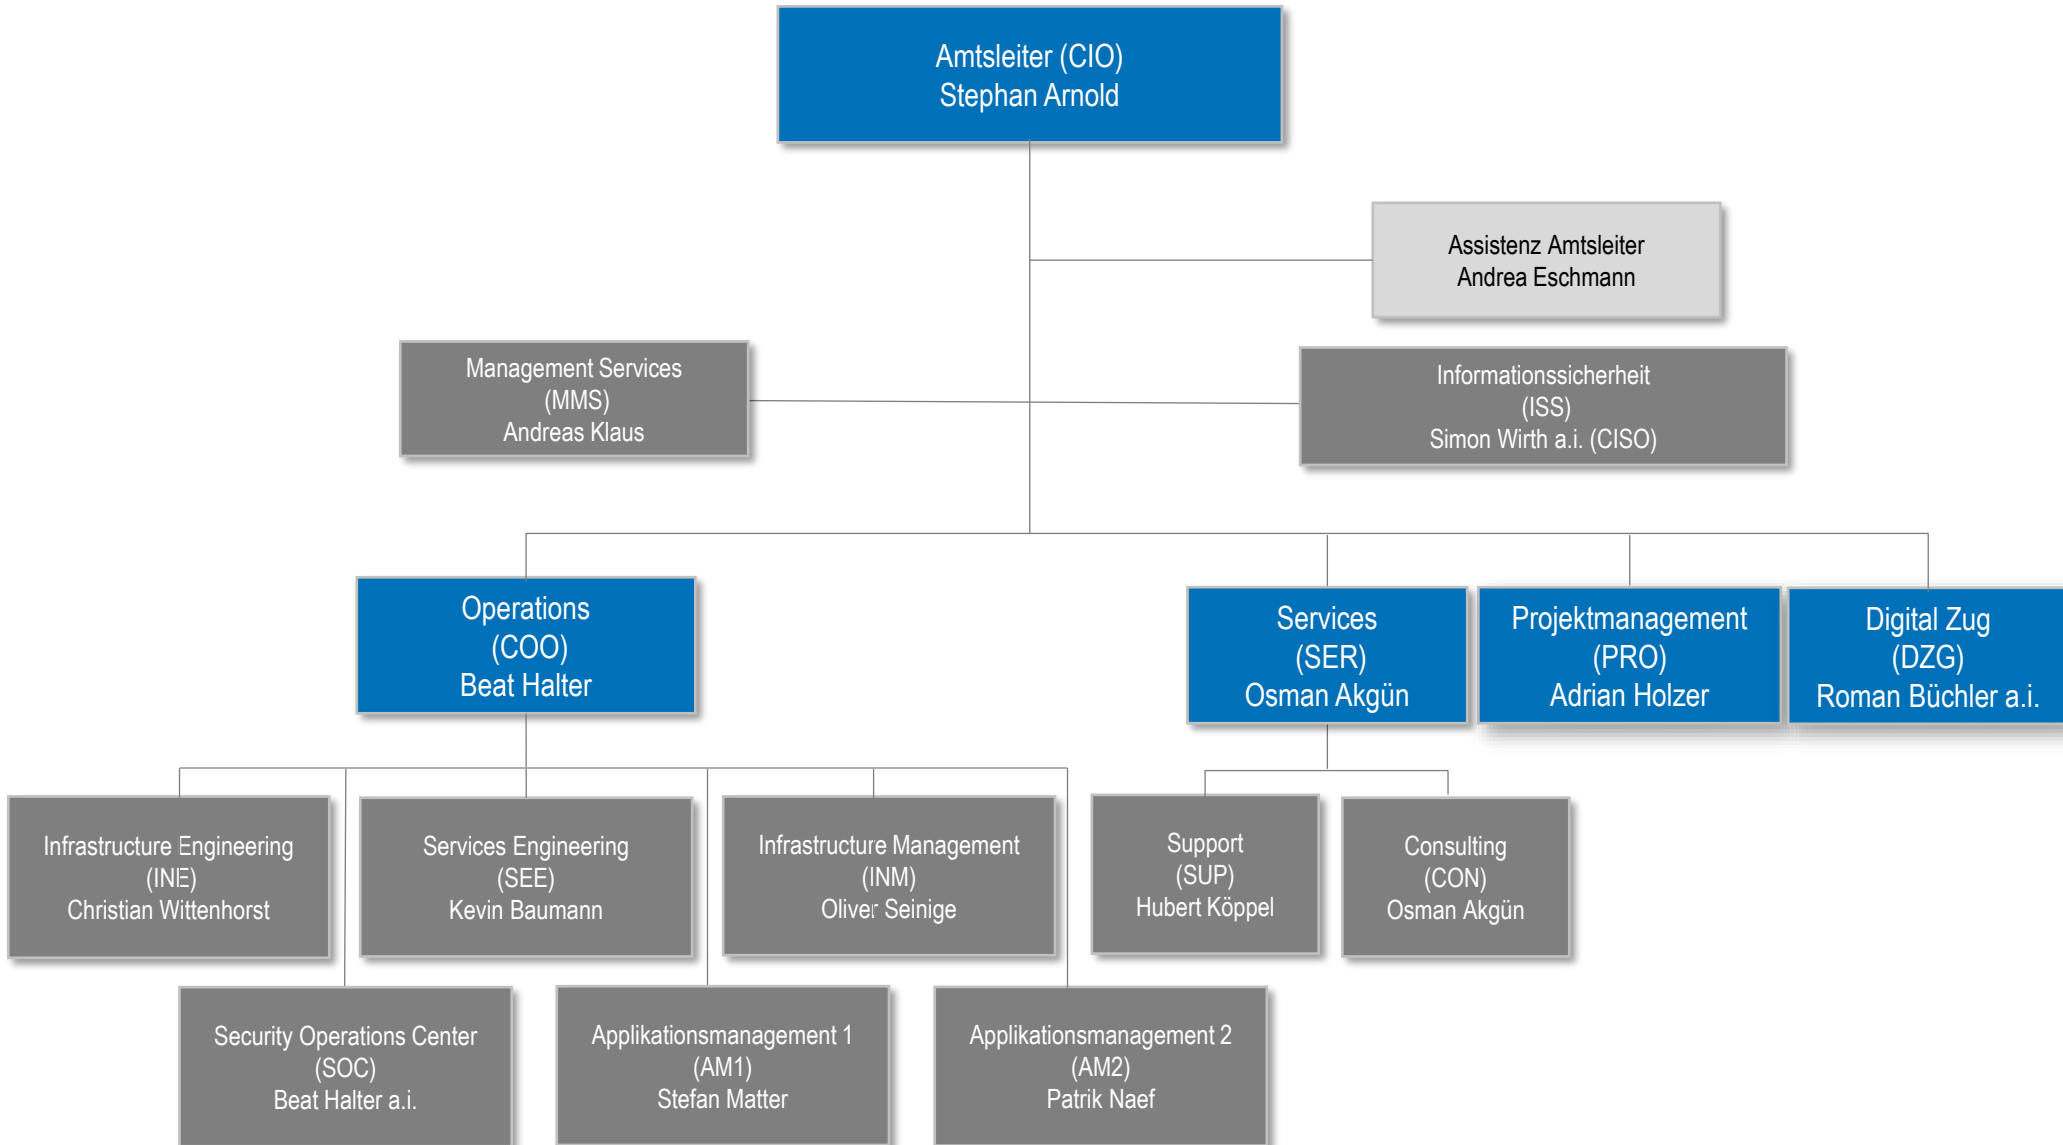 Amtsleiter (CIO)
Stephan Arnold
Assistenz Amtsleiter
Andrea Eschmann
Management Services
(MMS)
Andreas Klaus
Informationssicherheit
(ISS)
Simon Wirth a.i. (CISO)
Operations
(COO)
Beat Halter
Services
(SER)
Osman Akgün
Projektmanagement
(PRO)
Adrian Holzer
Digital Zug
(DZG)
Roman Büchler a.i.
Infrastructure Engineering
(INE)
Christian Wittenhorst
Services Engineering
(SEE)
Kevin Baumann
Infrastructure Management
(INM)
Oliver Seinige
Support
(SUP)
Hubert Köppel
Consulting
(CON)
Osman Akgün
Security Operations Center
(SOC)
Beat Halter a.i.
Applikationsmanagement 1
(AM1)
Stefan Matter
Applikationsmanagement 2
(AM2)
Patrik Naef